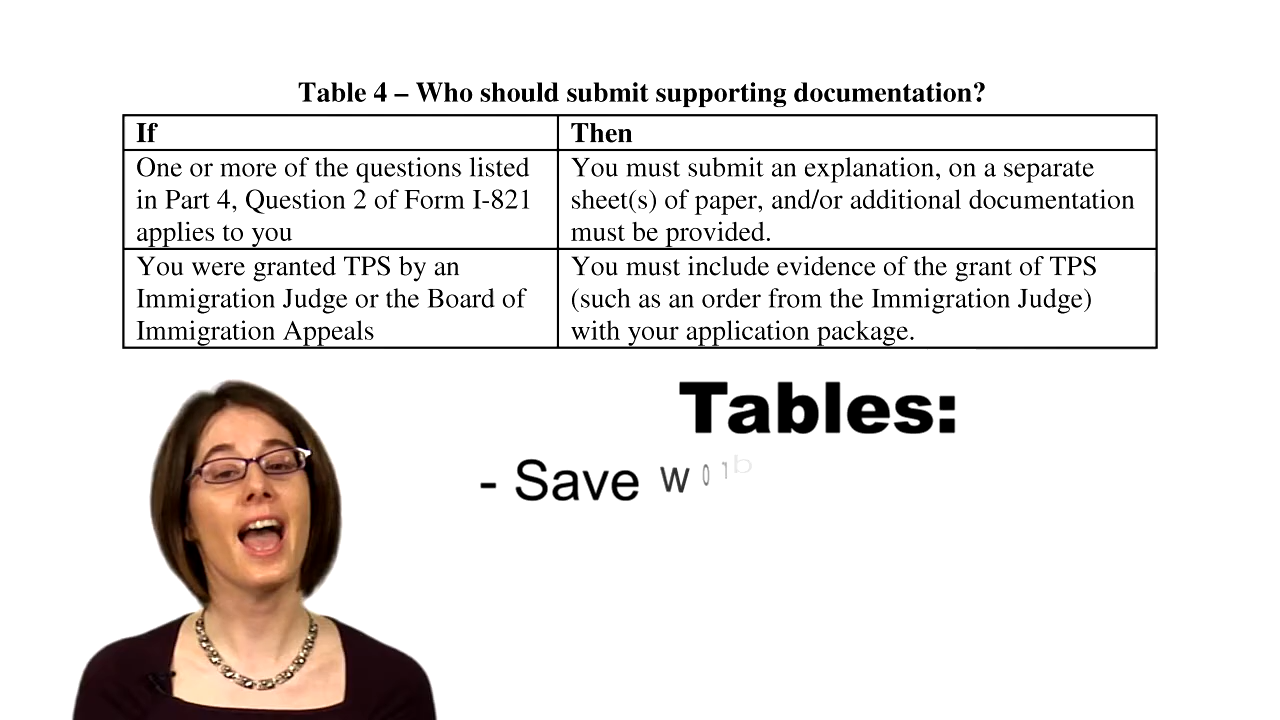 Table 4 – Who should submit supporting documentation?
If
Then
One or more of the questions listed
in Part 4, Question 2 of Form I-821
applies to you
You must submit an explanation, on a separate
sheet(s) of paper, and/or additional documentation
must be provided.
You were granted TPS by an
Immigration Judge or the Board of
Immigration Appeals
You must include evidence of the grant of TPS
(such as an order from the Immigration Judge)
with your application package.
Tables:
- Save